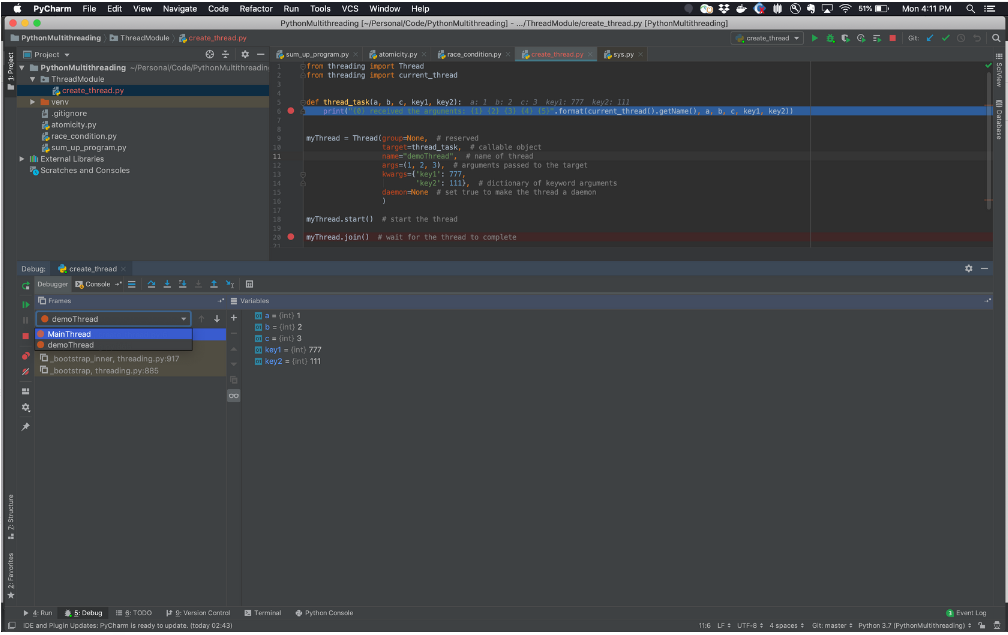 PyCharm File Edit View Navigate Code Refactor Run Tools VCS Window Help 51% Mon 4:11 PM
PythonMultithreading [~/Personal/Code/PythonMultithreading] - .../ThreadModule/create_thread.py [PythonMultithreading]
PythonMultithreading ThreadModule create_thread.py create_thread Git:
Project
sum_up_program.py atomicity.py race_condition.py create_thread.py sys.py
PythonMultithreading ~/Personal/Code/PythonMultithreading
ThreadModule
create_thread.py
venv
.gitignore
atomicity.py
race_condition.py
sum_up_program.py
External Libraries
Scratches and Consoles
1: Project
SciView
Database
1 from threading import Thread
2 from threading import current_thread
3
4
5 def thread_task(a, b, c, key1, key2): a: 1 b: 2 c: 3 key1: 777 key2: 111
6 print("{0} received the arguments: {1} {2} {3} {4} {5}".format(current_thread().getName(), a, b, c, key1, key2))
7
8
9 myThread = Thread(group=None, # reserved
10 target=thread_task, # callable object
11 name="demoThread", # name of thread
12 args=(1, 2, 3), # arguments passed to the target
13 kwargs={'key1': 777,
14 'key2': 111}, # dictionary of keyword arguments
15 daemon=None # set true to make the thread a daemon
16 )
17
18 myThread.start() # start the thread
19
20 myThread.join() # wait for the thread to complete
21
Debug: create_thread
Debugger Console
Frames
Variables
demoThread
MainThread
demoThread
_bootstrap_inner, threading.py:917
_bootstrap, threading.py:885
a = {int} 1
b = {int} 2
c = {int} 3
key1 = {int} 777
key2 = {int} 111
7: Structure
2: Favorites
4: Run 5: Debug 6: TODO 9: Version Control Terminal Python Console Event Log
IDE and Plugin Updates: PyCharm is ready to update. (today 02:43) 11:6 LF UTF-8 4 spaces Git: master Python 3.7 (PythonMultithreading)